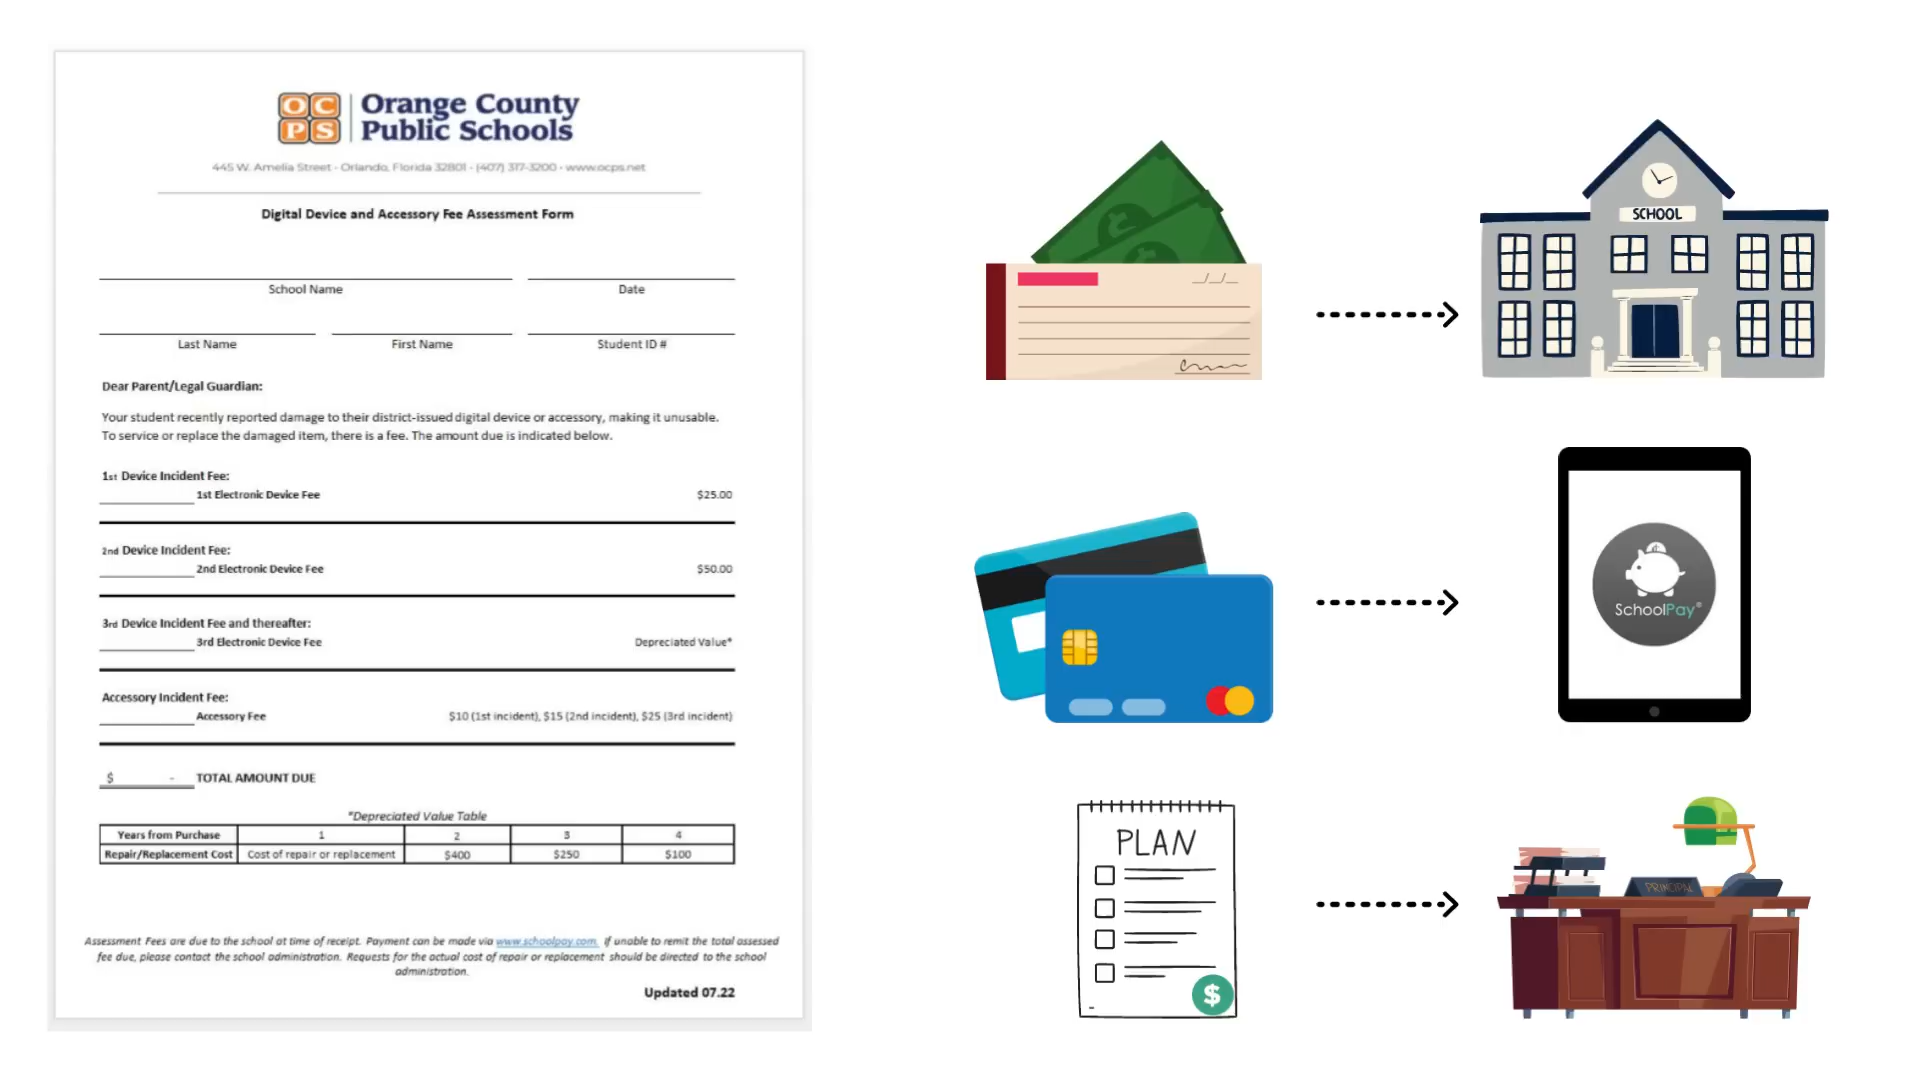 OC
PS
Orange County
Public Schools
445 W. Amelia Street - Orlando, Florida 32801 • (407) 317-3200 • www.ocps.net
Digital Device and Accessory Fee Assessment Form
School Name Date
Last Name First Name Student ID #
Dear Parent/Legal Guardian:
Your student recently reported damage to their district-issued digital device or accessory, making it unusable.
To service or replace the damaged item, there is a fee. The amount due is indicated below.
1st Device Incident Fee:
1st Electronic Device Fee $25.00
2nd Device Incident Fee:
2nd Electronic Device Fee $50.00
3rd Device Incident Fee and thereafter:
3rd Electronic Device Fee Depreciated Value*
Accessory Incident Fee:
Accessory Fee $10 (1st incident), $15 (2nd incident), $25 (3rd incident)
$ - TOTAL AMOUNT DUE
*Depreciated Value Table
Years from Purchase 1 2 3 4
Repair/Replacement Cost Cost of repair or replacement $400 $250 $100
Assessment Fees are due to the school at time of receipt. Payment can be made via www.schoolpay.com. If unable to remit the total assessed
fee due, please contact the school administration. Requests for the actual cost of repair or replacement should be directed to the school
administration.
Updated 07.22
SCHOOL
SchoolPay®
PLAN
$
PRINCIPAL